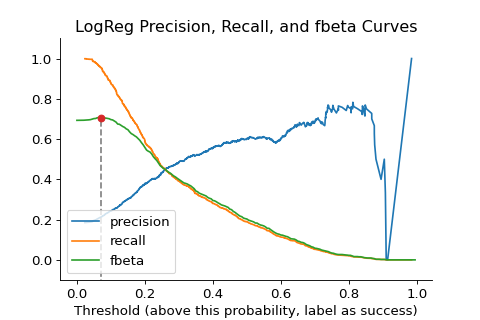 LogReg Precision, Recall, and fbeta Curves
1.0
0.8
0.6
0.4
0.2
0.0
precision
recall
fbeta
0.0 0.2 0.4 0.6 0.8 1.0
Threshold (above this probability, label as success)